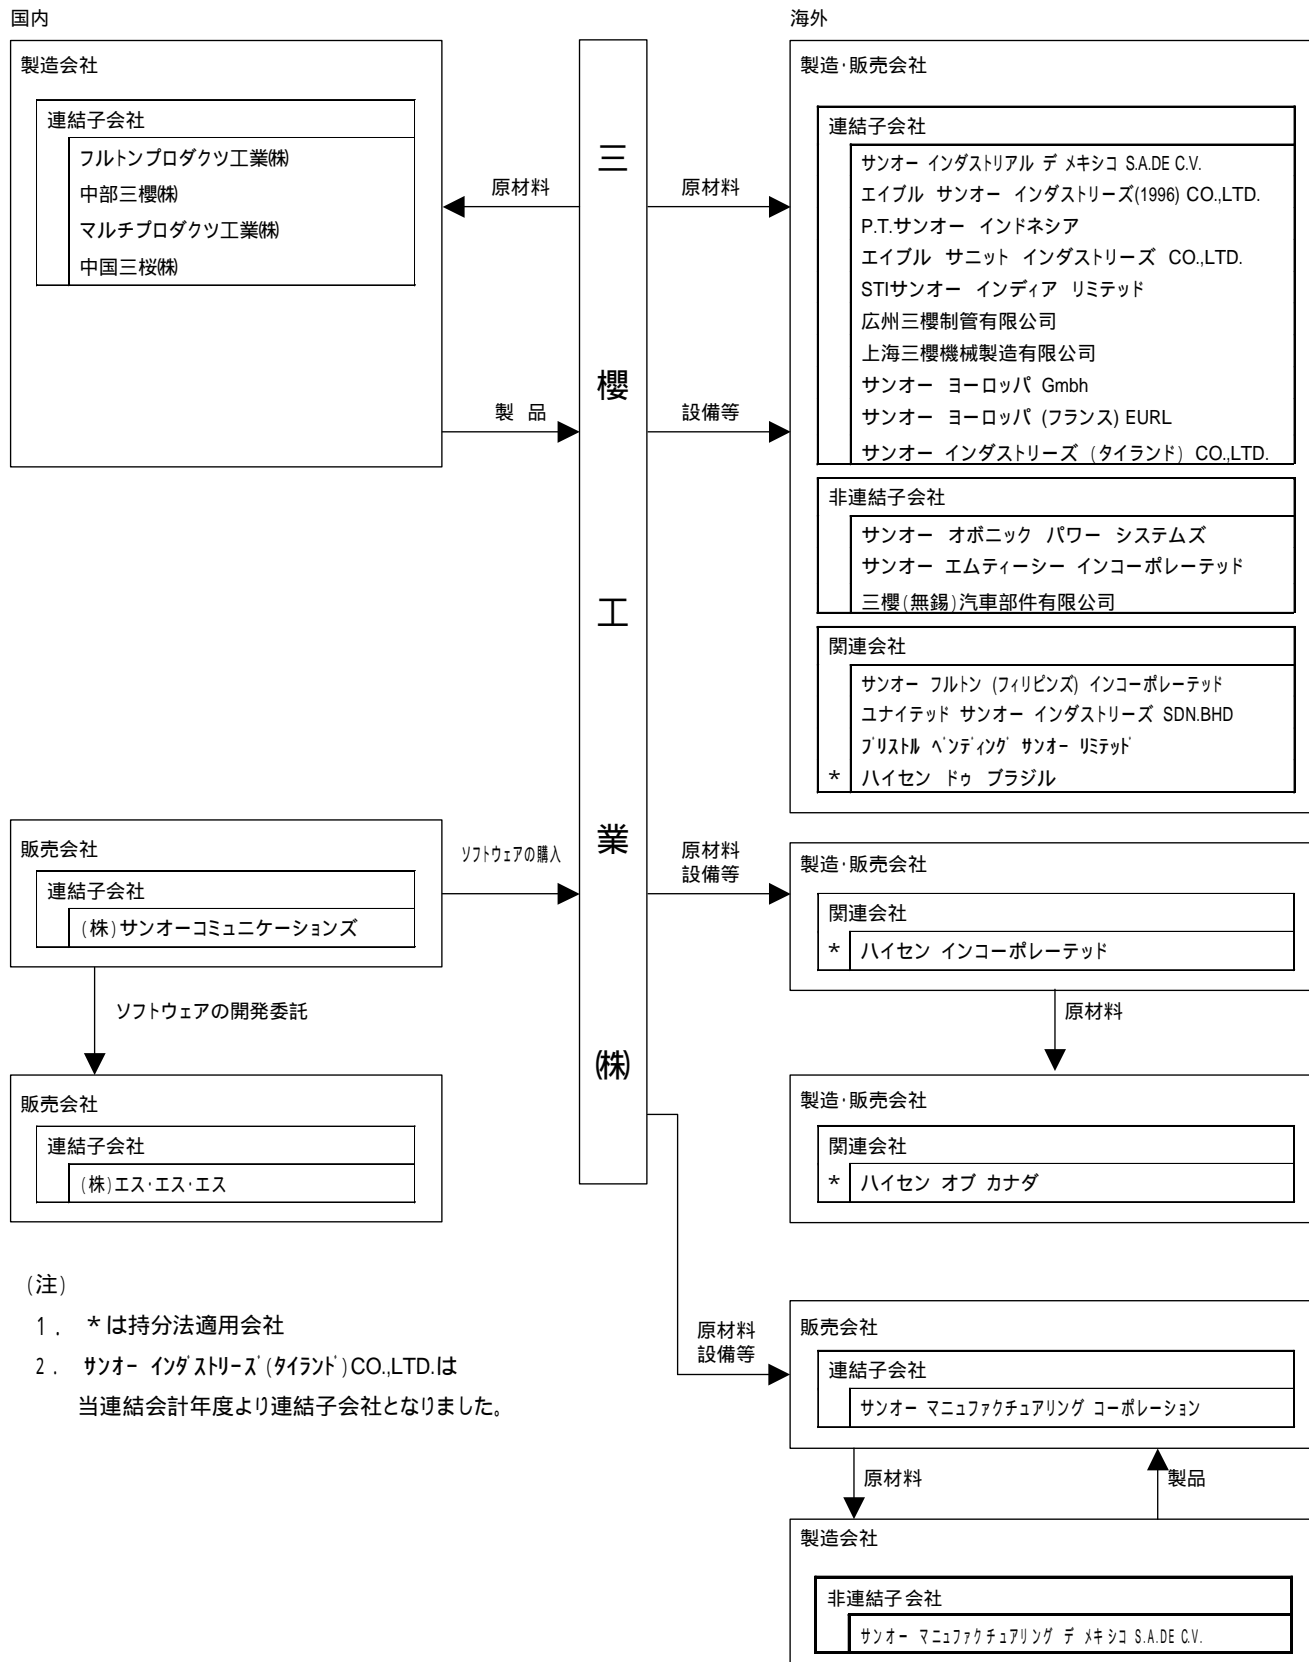 国内
製造会社
連結子会社
フルトンプロダクツ工業㈱
中部三櫻㈱
マルチプロダクツ工業㈱
中国三桜㈱
原材料
製 品
三
櫻
工
業
㈱
原材料
設備等
海外
製造・販売会社
連結子会社
サンオー インダストリアル デ メキシコ S.A.DE C.V.
エイブル サンオー インダストリーズ(1996) CO.,LTD.
P.T.サンオー インドネシア
エイブル サニット インダストリーズ CO.,LTD.
STIサンオー インディア リミテッド
広州三櫻制管有限公司
上海三櫻機械製造有限公司
サンオー ヨーロッパ Gmbh
サンオー ヨーロッパ (フランス) EURL
サンオー インダストリーズ (タイランド) CO.,LTD.
非連結子会社
サンオー オボニック パワー システムズ
サンオー エムティーシー インコーポレーテッド
三櫻(無錫)汽車部件有限公司
関連会社
サンオー フルトン (フィリピンズ) インコーポレーテッド
ユナイテッド サンオー インダストリーズ SDN.BHD
ブリストル ベンディング サンオー リミテッド
* ハイセン ドゥ ブラジル
販売会社
連結子会社
(株)サンオーコミュニケーションズ
ソフトウェアの購入
ソフトウェアの開発委託
販売会社
連結子会社
(株)エス・エス・エス
原材料
設備等
製造・販売会社
関連会社
* ハイセン インコーポレーテッド
原材料
製造・販売会社
関連会社
* ハイセン オブ カナダ
(注)
1. *は持分法適用会社
2. サンオー インダストリーズ(タイランド)CO.,LTD.は
当連結会計年度より連結子会社となりました。
原材料
設備等
販売会社
連結子会社
サンオー マニュファクチュアリング コーポレーション
原材料
製品
製造会社
非連結子会社
サンオー マニュファクチュアリング デ メキシコ S.A.DE C.V.